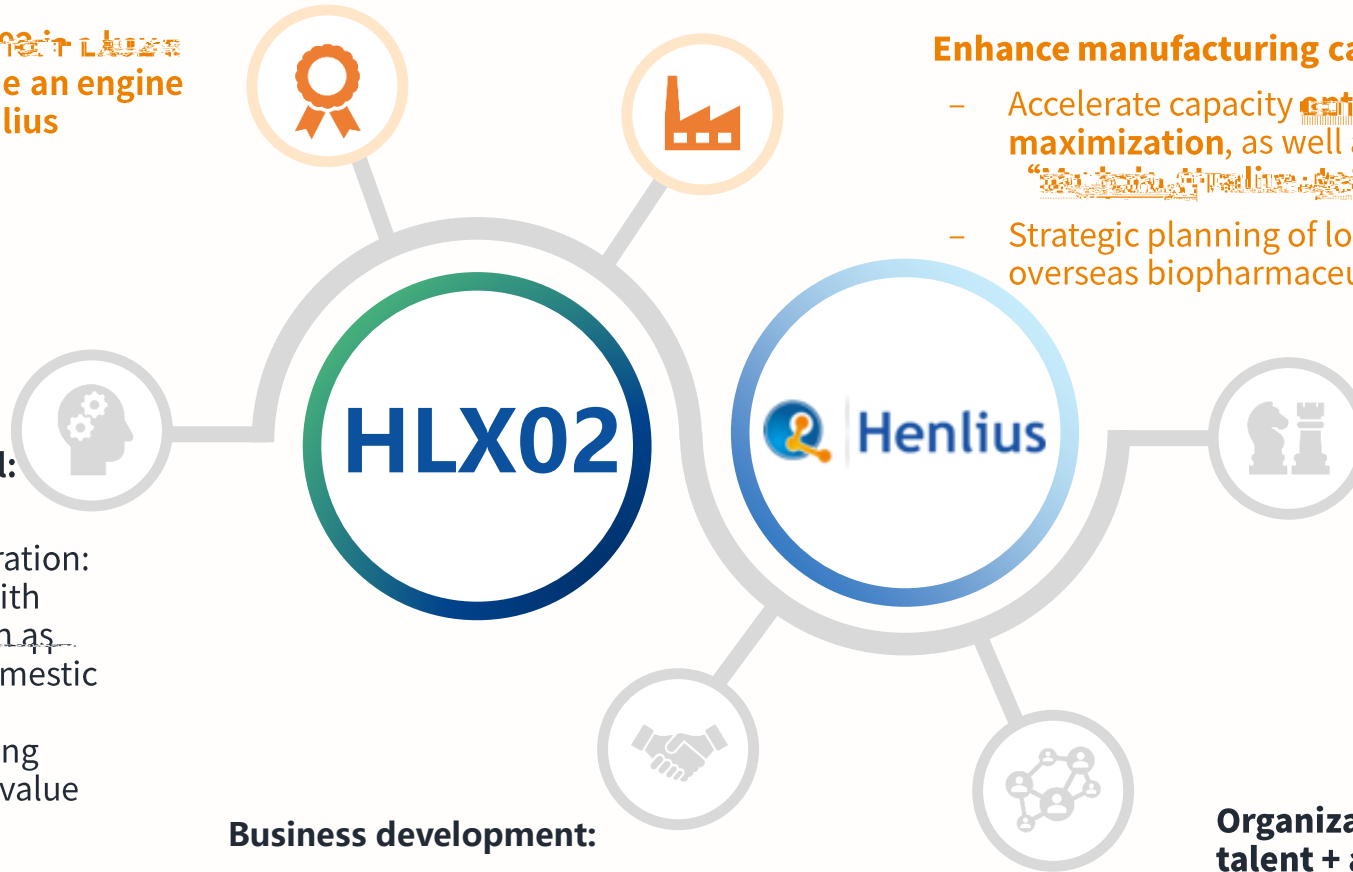 e an engine
lius
Enhance manufacturing ca
– Accelerate capacity
maximization, as well a
– Strategic planning of lo
overseas biopharmaceu
HLX02
Henlius
l:
ration:
ith
n as
mestic
ng
value
Business development:
Organiza
talent + a